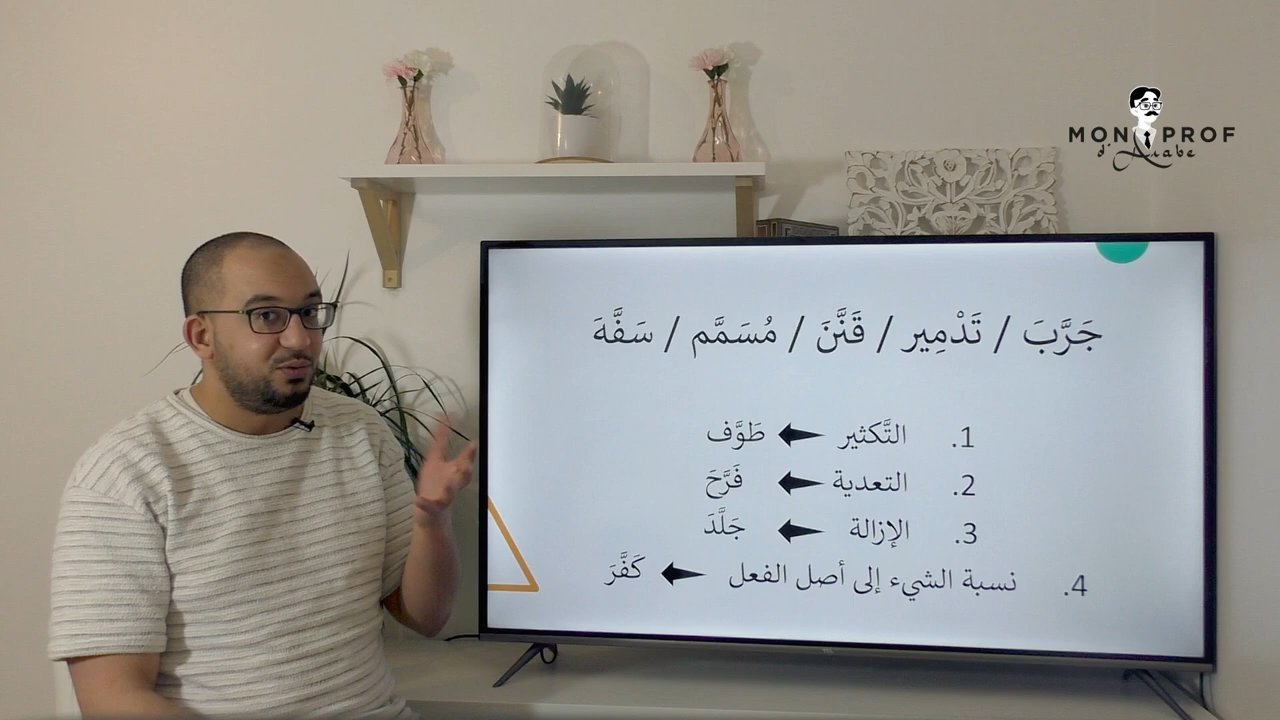 MON PROF
d'Arabe
جَرَّبَ / تَدْمِير / قَنَّنَ / مُسَمَّم / سَفَّهَ
1. التَّكثير ← طَوَّف
2. التعدية ← فَرَّحَ
3. الإزالة ← جَلَّدَ
4. نسبة الشيء إلى أصل الفعل ← كَفَّرَ